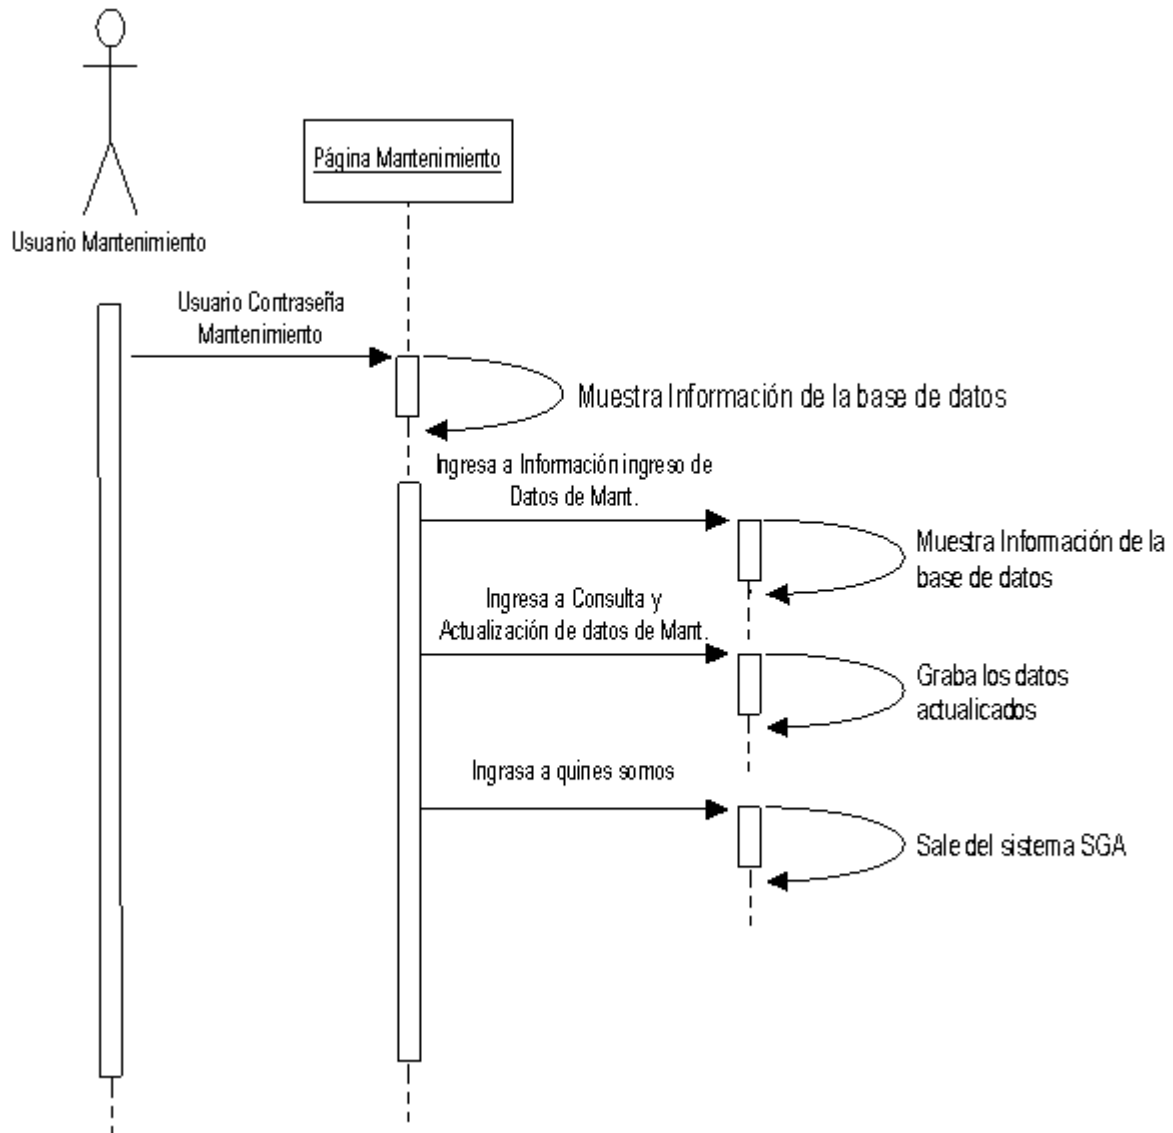 Página Mantenimiento
Usuario Mantenimiento
Usuario Contraseña
Mantenimiento
Muestra Información de la base de datos
Ingresa a Información ingreso de
Datos de Mant.
Muestra Información de la
base de datos
Ingresa a Consulta y
Actualización de datos de Mant.
Graba los datos
actualicados
Ingrasa a quines somos
Sale del sistema SGA